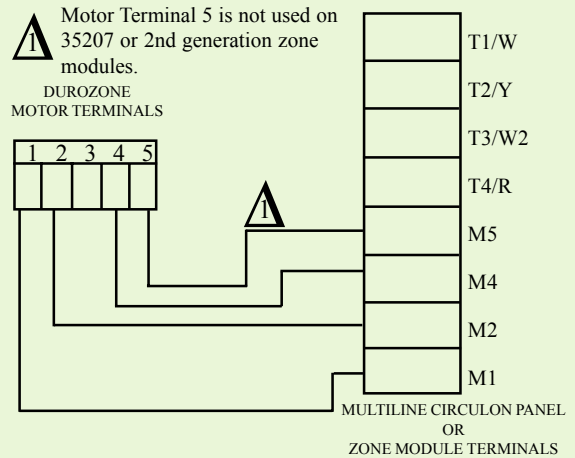 Motor Terminal 5 is not used on
35207 or 2nd generation zone
modules.
1
DUROZONE
MOTOR TERMINALS
1 2 3 4 5
1
T1/W
T2/Y
T3/W2
T4/R
M5
M4
M2
M1
MULTILINE CIRCULON PANEL
OR
ZONE MODULE TERMINALS